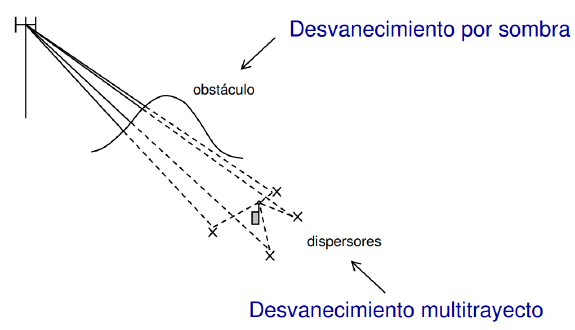 Desvanecimiento por sombra
obstáculo
dispersores
Desvanecimiento multitrayecto